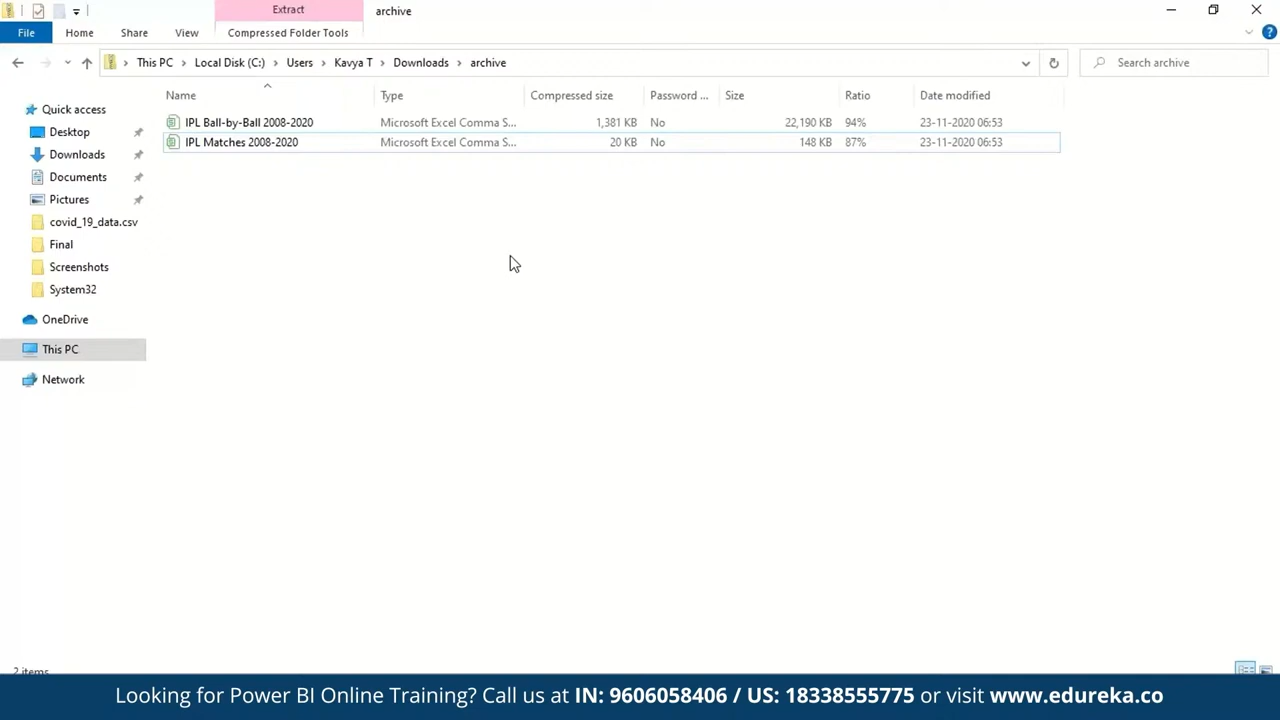 Extract
archive
File
Home
Share
View
Compressed Folder Tools
This PC
Local Disk (C:)
Users
Kavya T
Downloads
archive
Search archive
Name
Type
Compressed size
Password ...
Size
Ratio
Date modified
IPL Ball-by-Ball 2008-2020 Microsoft Excel Comma S... 1,381 KB No 22,190 KB 94% 23-11-2020 06:53
IPL Matches 2008-2020 Microsoft Excel Comma S... 20 KB No 148 KB 87% 23-11-2020 06:53
Quick access
Desktop
Downloads
Documents
Pictures
covid_19_data.csv
Final
Screenshots
System32
OneDrive
This PC
Network
2 items
Looking for Power BI Online Training? Call us at IN: 9606058406 / US: 18338555775 or visit www.edureka.co